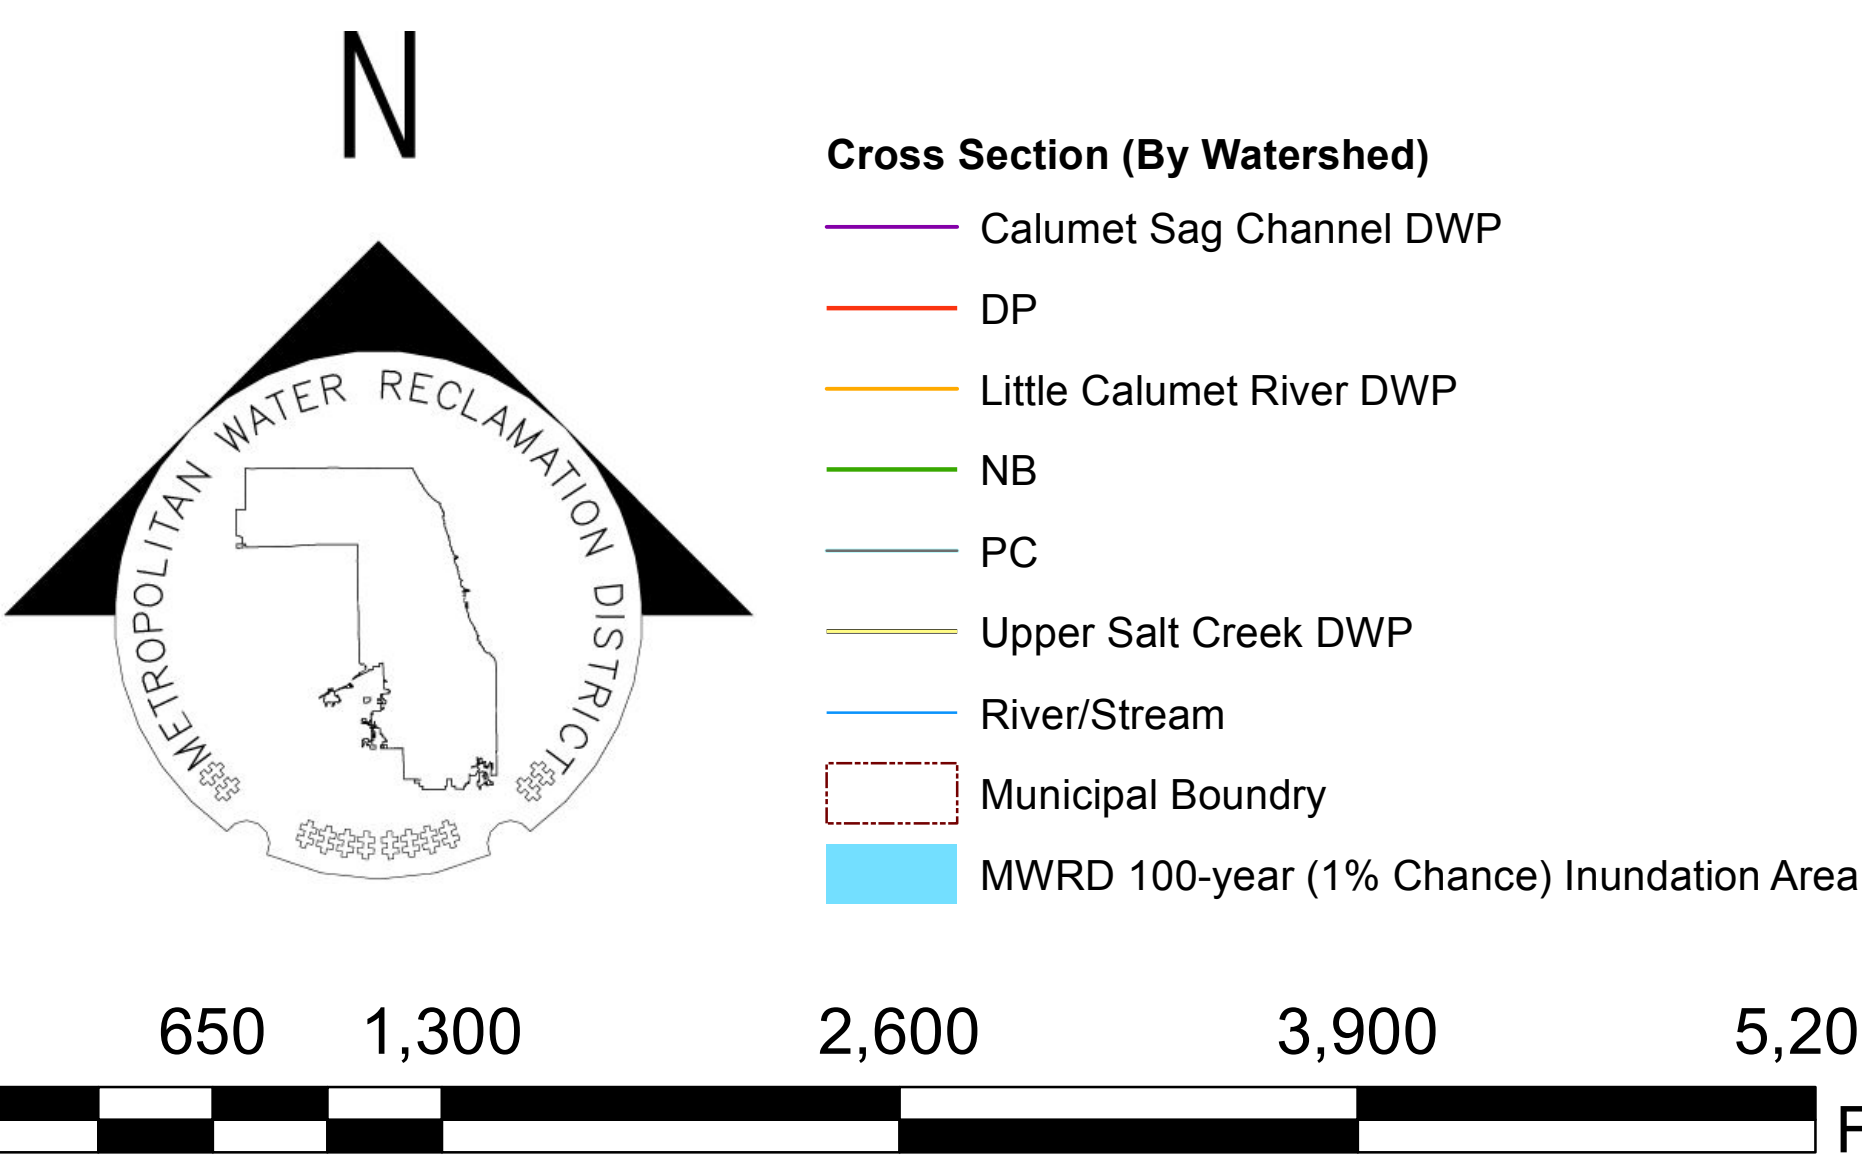 N
METROPOLITAN WATER RECLAMATION DISTRICT
Cross Section (By Watershed)
Calumet Sag Channel DWP
DP
Little Calumet River DWP
NB
PC
Upper Salt Creek DWP
River/Stream
Municipal Boundry
MWRD 100-year (1% Chance) Inundation Area
650 1,300 2,600 3,900 5,20
F